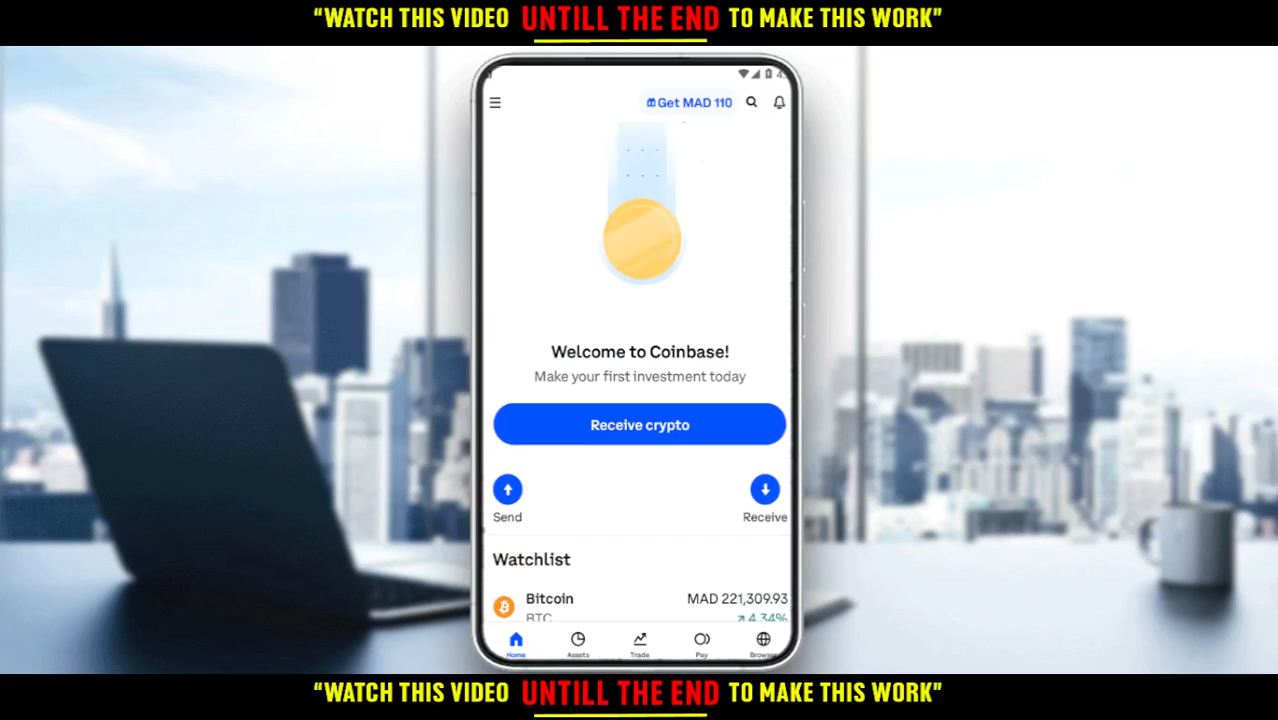 “WATCH THIS VIDEO UNTILL THE END TO MAKE THIS WORK”
Get MAD 110
Welcome to Coinbase!
Make your first investment today
Receive crypto
Send
Receive
Watchlist
Bitcoin
MAD 221,309.93
BTC
4.34%
Home
Assets
Trade
Pay
“WATCH THIS VIDEO UNTILL THE END TO MAKE THIS WORK”